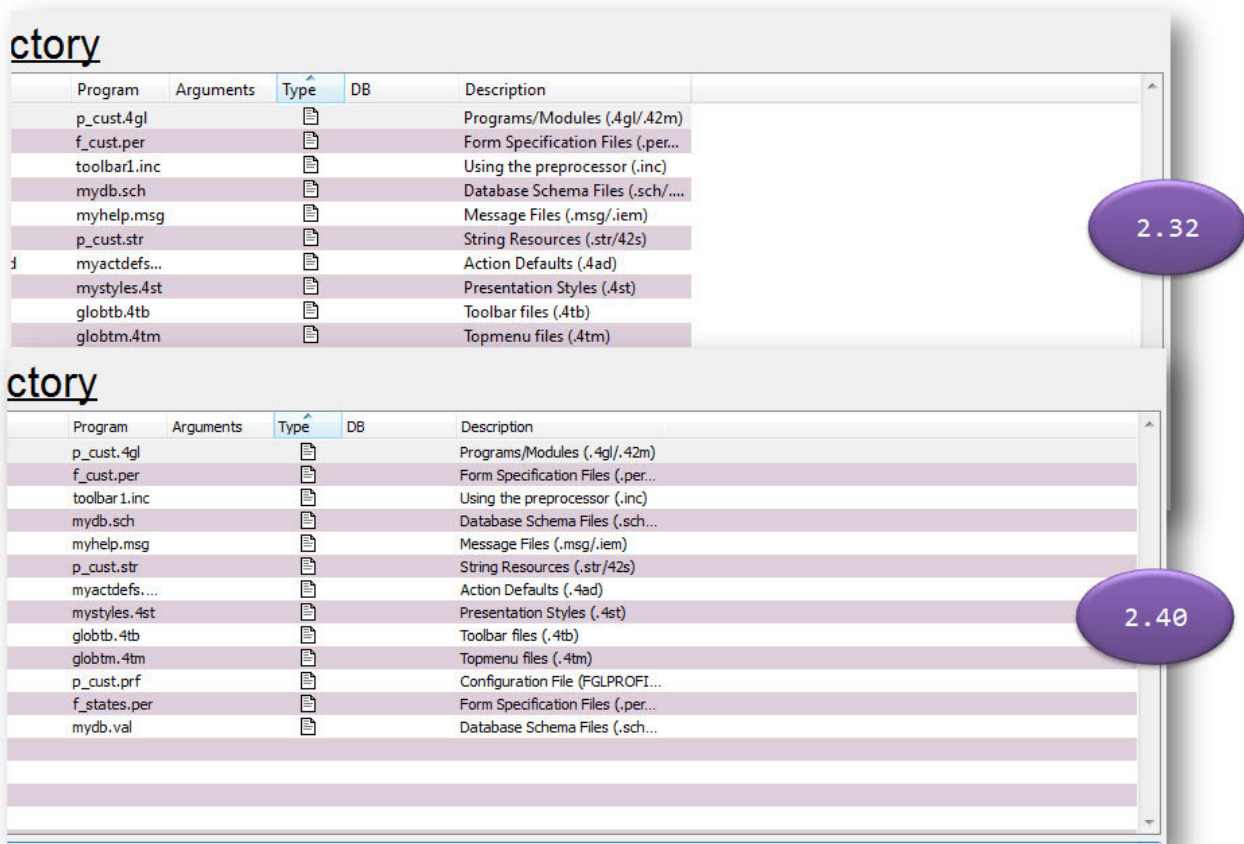 ctory
Program Arguments Type DB Description
p_cust.4gl Programs/Modules (.4gl/.42m)
f_cust.per Form Specification Files (.per...
toolbar1.inc Using the preprocessor (.inc)
mydb.sch Database Schema Files (.sch/....
myhelp.msg Message Files (.msg/.iem)
p_cust.str String Resources (.str/42s)
d myactdefs... Action Defaults (.4ad)
mystyles.4st Presentation Styles (.4st)
globtb.4tb Toolbar files (.4tb)
globtm.4tm Topmenu files (.4tm)
2.32
ctory
Program Arguments Type DB Description
p_cust.4gl Programs/Modules (.4gl/.42m)
f_cust.per Form Specification Files (.per...
toolbar1.inc Using the preprocessor (.inc)
mydb.sch Database Schema Files (.sch...
myhelp.msg Message Files (.msg/.iem)
p_cust.str String Resources (.str/42s)
myactdefs.... Action Defaults (.4ad)
mystyles.4st Presentation Styles (.4st)
globtb.4tb Toolbar files (.4tb)
globtm.4tm Topmenu files (.4tm)
p_cust.prf Configuration File (FGLPROFI...
f_states.per Form Specification Files (.per...
mydb.val Database Schema Files (.sch...
2.40